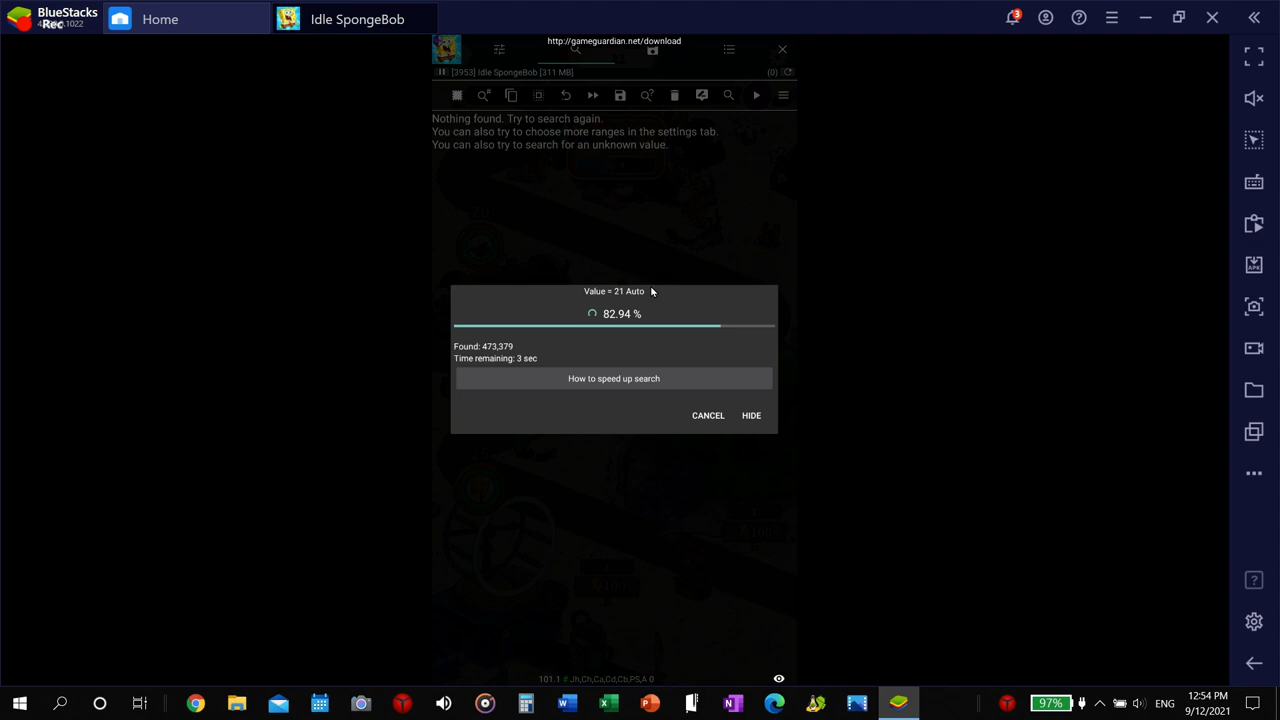 BlueStacks
Rec
Home
Idle SpongeBob
3
http://gameguardian.net/download
[3953] Idle SpongeBob [311 MB]
(0)
Nothing found. Try to search again.
You can also try to choose more ranges in the settings tab.
You can also try to search for an unknown value.
Value = 21 Auto
82.94 %
Found: 473,379
Time remaining: 3 sec
How to speed up search
CANCEL
HIDE
101.1 # Jh,Ch,Ca,Cd,Cb,PS,A 0
97%
ENG
12:54 PM
9/12/2021